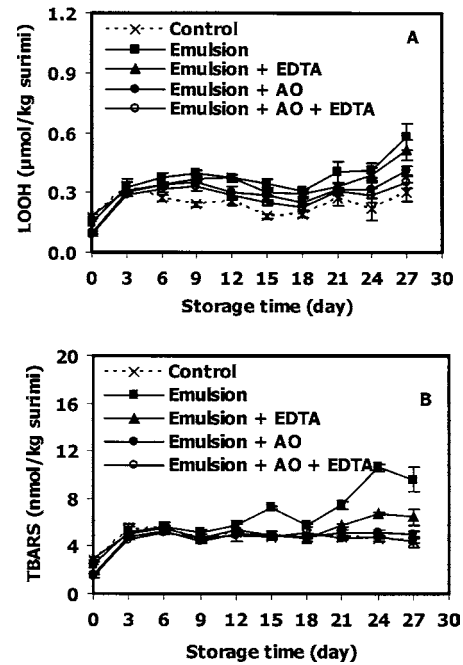 A
Control
Emulsion
Emulsion + EDTA
Emulsion + AO
Emulsion + AO + EDTA
LOOH (µmol/kg surimi)
1.2
0.9
0.6
0.3
0.0
0 3 6 9 12 15 18 21 24 27 30
Storage time (day)
B
Control
Emulsion
Emulsion + EDTA
Emulsion + AO
Emulsion + AO + EDTA
TBARS (nmol/kg surimi)
20
16
12
8
4
0
0 3 6 9 12 15 18 21 24 27 30
Storage time (day)